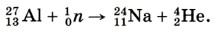 ²⁷₁₃Al + ¹₀n → ²⁴₁₁Na + ⁴₂He.